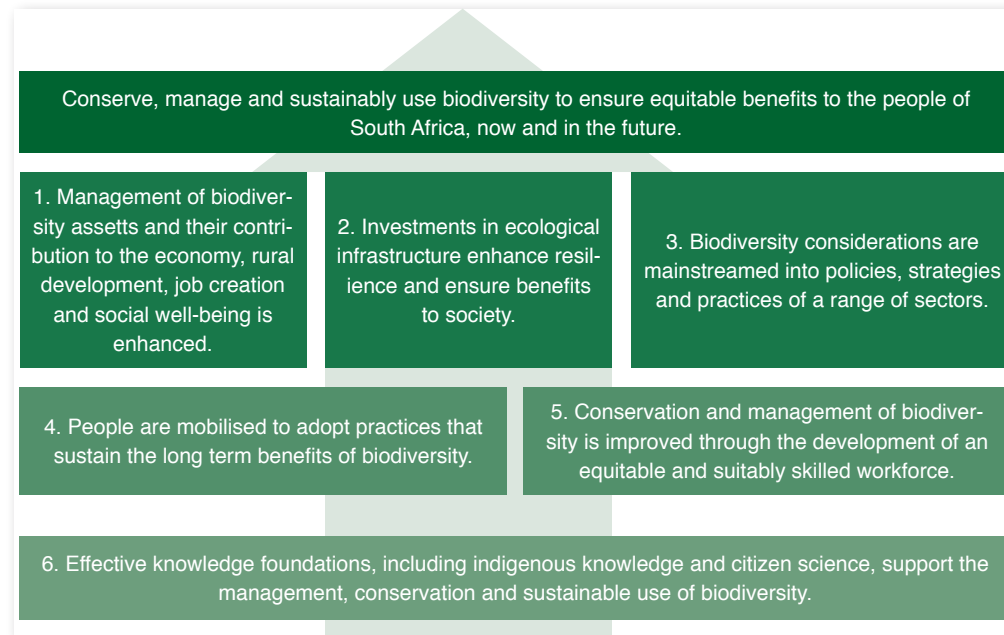 Conserve, manage and sustainably use biodiversity to ensure equitable benefits to the people of
South Africa, now and in the future.
1. Management of biodiver-
sity assetts and their contri-
bution to the economy, rural
development, job creation
and social well-being is
enhanced.
2. Investments in ecological
infrastructure enhance resil-
ience and ensure benefits
to society.
3. Biodiversity considerations are
mainstreamed into policies, strategies
and practices of a range of sectors.
4. People are mobilised to adopt practices that
sustain the long term benefits of biodiversity.
5. Conservation and management of biodiver-
sity is improved through the development of an
equitable and suitably skilled workforce.
6. Effective knowledge foundations, including indigenous knowledge and citizen science, support the
management, conservation and sustainable use of biodiversity.